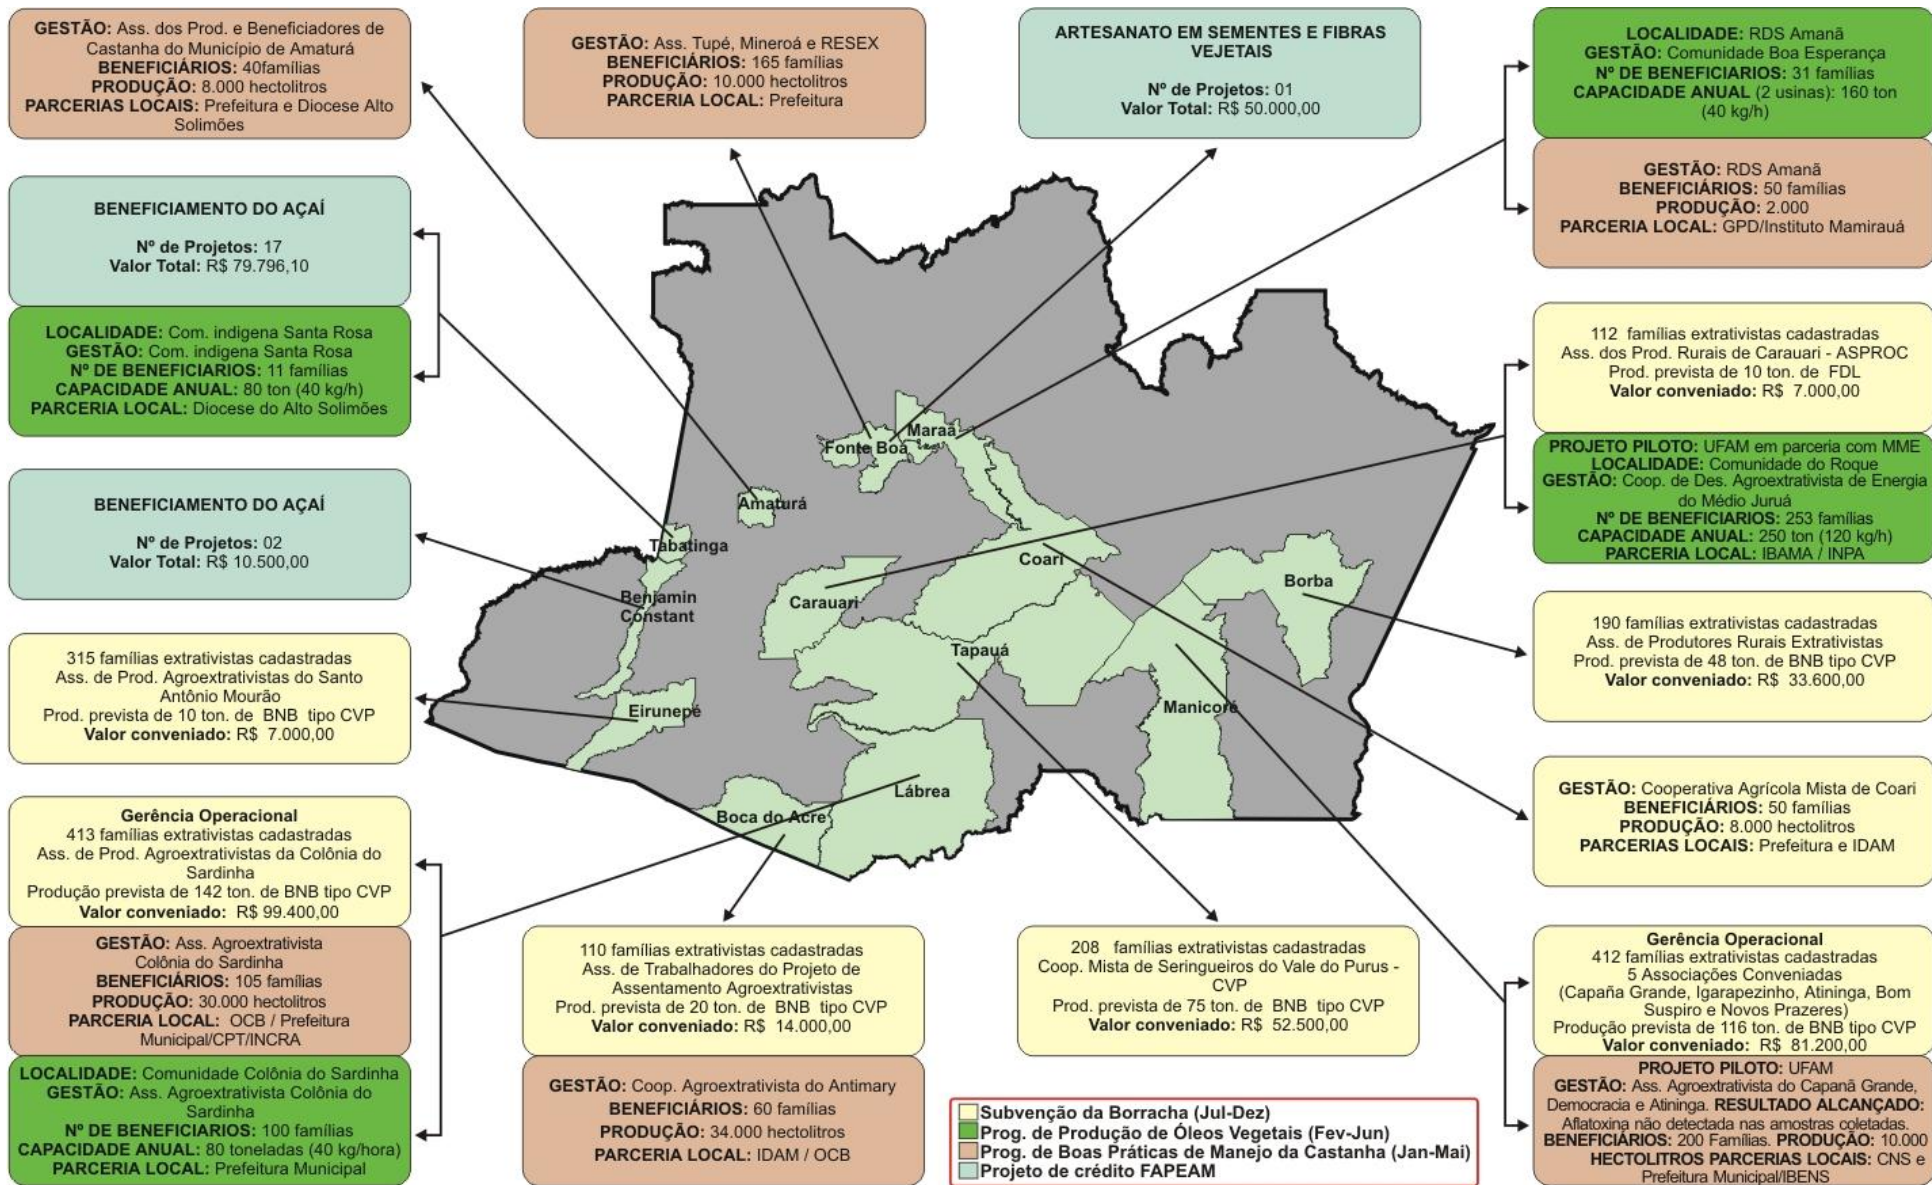 GESTÃO: Ass. dos Prod. e Beneficiadores de
Castanha do Município de Amaturá
BENEFICIÁRIOS: 40famílias
PRODUÇÃO: 8.000 hectolitros
PARCERIAS LOCAIS: Prefeitura e Diocese Alto
Solimões
GESTÃO: Ass. Tupé, Mineroá e RESEX
BENEFICIÁRIOS: 165 famílias
PRODUÇÃO: 10.000 hectolitros
PARCERIA LOCAL: Prefeitura
ARTESANATO EM SEMENTES E FIBRAS
VEJETAIS
Nº de Projetos: 01
Valor Total: R$ 50.000,00
LOCALIDADE: RDS Amanã
GESTÃO: Comunidade Boa Esperança
Nº DE BENEFICIARIOS: 31 famílias
CAPACIDADE ANUAL (2 usinas): 160 ton
(40 kg/h)
GESTÃO: RDS Amanã
BENEFICIÁRIOS: 50 famílias
PRODUÇÃO: 2.000
PARCERIA LOCAL: GPD/Instituto Mamirauá
BENEFICIAMENTO DO AÇAÍ
Nº de Projetos: 17
Valor Total: R$ 79.796,10
LOCALIDADE: Com. indigena Santa Rosa
GESTÃO: Com. indigena Santa Rosa
Nº DE BENEFICIARIOS: 11 famílias
CAPACIDADE ANUAL: 80 ton (40 kg/h)
PARCERIA LOCAL: Diocese do Alto Solimões
112 famílias extrativistas cadastradas
Ass. dos Prod. Rurais de Carauari - ASPROC
Prod. prevista de 10 ton. de FDL
Valor conveniado: R$ 7.000,00
PROJETO PILOTO: UFAM em parceria com MME
LOCALIDADE: Comunidade do Roque
GESTÃO: Coop. de Des. Agroextrativista de Energia
do Médio Juruá
Nº DE BENEFICIARIOS: 253 famílias
CAPACIDADE ANUAL: 250 ton (120 kg/h)
PARCERIA LOCAL: IBAMA / INPA
BENEFICIAMENTO DO AÇAÍ
Nº de Projetos: 02
Valor Total: R$ 10.500,00
Maraã
Fonte Boa
Amaturá
Tabatinga
Coari
Borba
Benjamin
Constant
Carauari
Tapauá
Eirunepé
Manicoré
Lábrea
Boca do Acre
190 famílias extrativistas cadastradas
Ass. de Produtores Rurais Extrativistas
Prod. prevista de 48 ton. de BNB tipo CVP
Valor conveniado: R$ 33.600,00
315 famílias extrativistas cadastradas
Ass. de Prod. Agroextrativistas do Santo
Antônio Mourão
Prod. prevista de 10 ton. de BNB tipo CVP
Valor conveniado: R$ 7.000,00
GESTÃO: Cooperativa Agrícola Mista de Coari
BENEFICIÁRIOS: 50 famílias
PRODUÇÃO: 8.000 hectolitros
PARCERIAS LOCAIS: Prefeitura e IDAM
Gerência Operacional
413 famílias extrativistas cadastradas
Ass. de Prod. Agroextrativistas da Colônia do
Sardinha
Produção prevista de 142 ton. de BNB tipo CVP
Valor conveniado: R$ 99.400,00
GESTÃO: Ass. Agroextrativista
Colônia do Sardinha
BENEFICIÁRIOS: 105 famílias
PRODUÇÃO: 30.000 hectolitros
PARCERIA LOCAL: OCB / Prefeitura
Municipal/CPT/INCRA
LOCALIDADE: Comunidade Colônia do Sardinha
GESTÃO: Ass. Agroextrativista Colônia do
Sardinha
Nº DE BENEFICIARIOS: 100 famílias
CAPACIDADE ANUAL: 80 toneladas (40 kg/hora)
PARCERIA LOCAL: Prefeitura Municipal
110 famílias extrativistas cadastradas
Ass. de Trabalhadores do Projeto de
Assentamento Agroextrativistas
Prod. prevista de 20 ton. de BNB tipo CVP
Valor conveniado: R$ 14.000,00
GESTÃO: Coop. Agroextrativista do Antimary
BENEFICIÁRIOS: 60 famílias
PRODUÇÃO: 34.000 hectolitros
PARCERIA LOCAL: IDAM / OCB
208 famílias extrativistas cadastradas
Coop. Mista de Seringueiros do Vale do Purus -
CVP
Prod. prevista de 75 ton. de BNB tipo CVP
Valor conveniado: R$ 52.500,00
Subvenção da Borracha (Jul-Dez)
Prog. de Produção de Óleos Vegetais (Fev-Jun)
Prog. de Boas Práticas de Manejo da Castanha (Jan-Mai)
Projeto de crédito FAPEAM
Gerência Operacional
412 famílias extrativistas cadastradas
5 Associações Conveniadas
(Capaña Grande, Igarapezinho, Atininga, Bom
Suspiro e Novos Prazeres)
Produção prevista de 116 ton. de BNB tipo CVP
Valor conveniado: R$ 81.200,00
PROJETO PILOTO: UFAM
GESTÃO: Ass. Agroextrativista do Capanã Grande,
Democracia e Atininga. RESULTADO ALCANÇADO:
Aflatoxina não detectada nas amostras coletadas.
BENEFICIÁRIOS: 200 Famílias. PRODUÇÃO: 10.000
HECTOLITROS PARCERIAS LOCAIS: CNS e
Prefeitura Municipal/IBENS